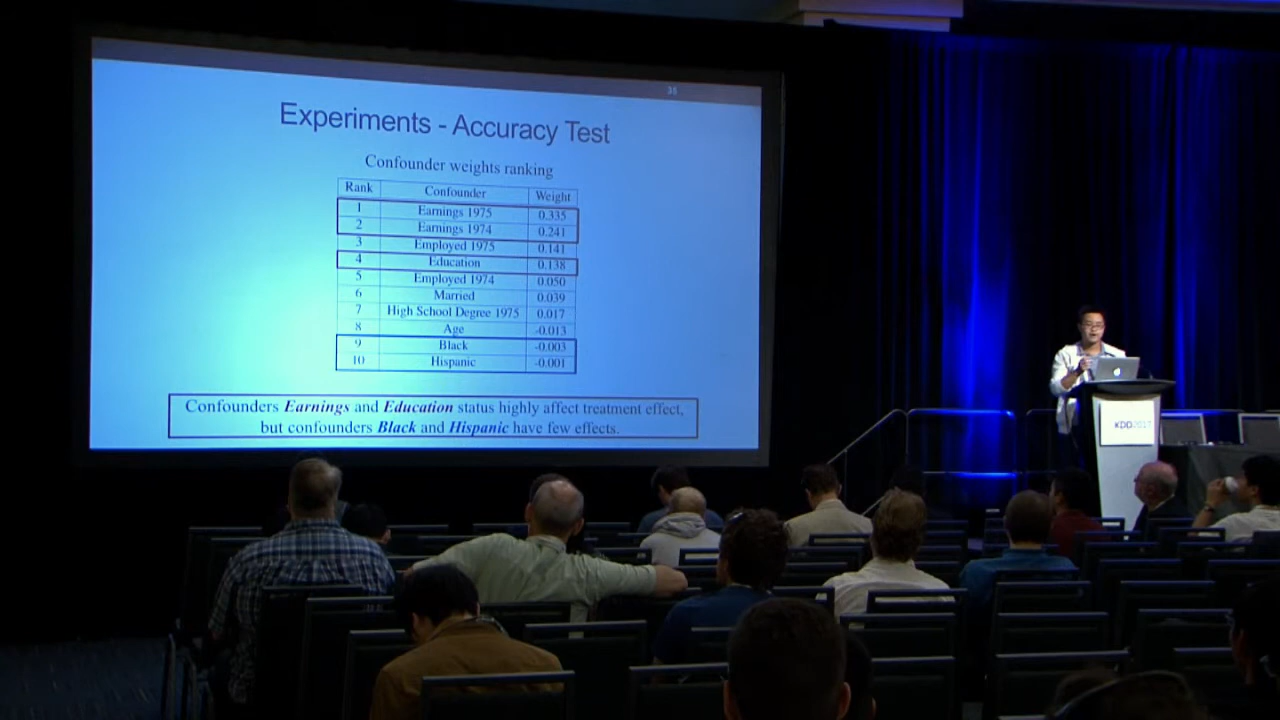 35
Experiments - Accuracy Test
Confounder weights ranking
Rank Confounder Weight
1 Earnings 1975 0.335
2 Earnings 1974 0.241
3 Employed 1975 0.141
4 Education 0.138
5 Employed 1974 0.050
6 Married 0.039
7 High School Degree 1975 0.017
8 Age -0.013
9 Black -0.003
10 Hispanic -0.001
Confounders Earnings and Education status highly affect treatment effect,
but confounders Black and Hispanic have few effects.
KDD2017